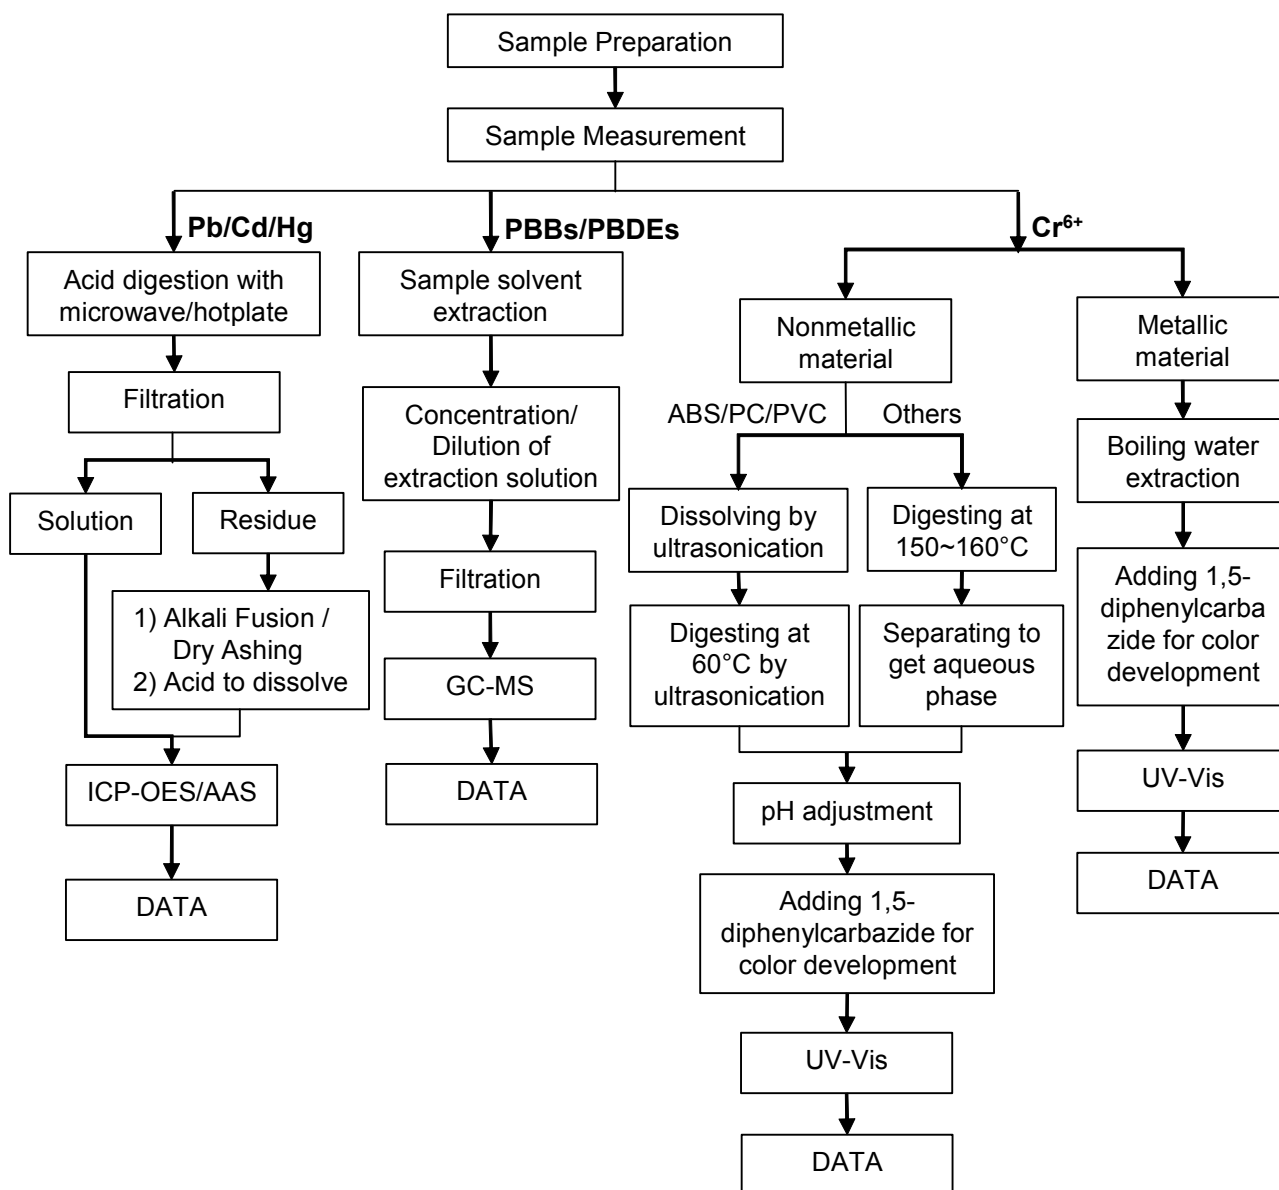 Sample Preparation
Sample Measurement
Pb/Cd/Hg
Acid digestion with
microwave/hotplate
Filtration
Solution
Residue
1) Alkali Fusion /
Dry Ashing
2) Acid to dissolve
ICP-OES/AAS
DATA
PBBs/PBDEs
Sample solvent
extraction
Concentration/
Dilution of
extraction solution
Filtration
GC-MS
DATA
Cr⁶⁺
Nonmetallic
material
ABS/PC/PVC
Others
Dissolving by
ultrasonication
Digesting at
60°C by
ultrasonication
Digesting at
150~160°C
Separating to
get aqueous
phase
pH adjustment
Adding 1,5-
diphenylcarbazide for
color development
UV-Vis
DATA
Metallic
material
Boiling water
extraction
Adding 1,5-
diphenylcarba
zide for color
development
UV-Vis
DATA